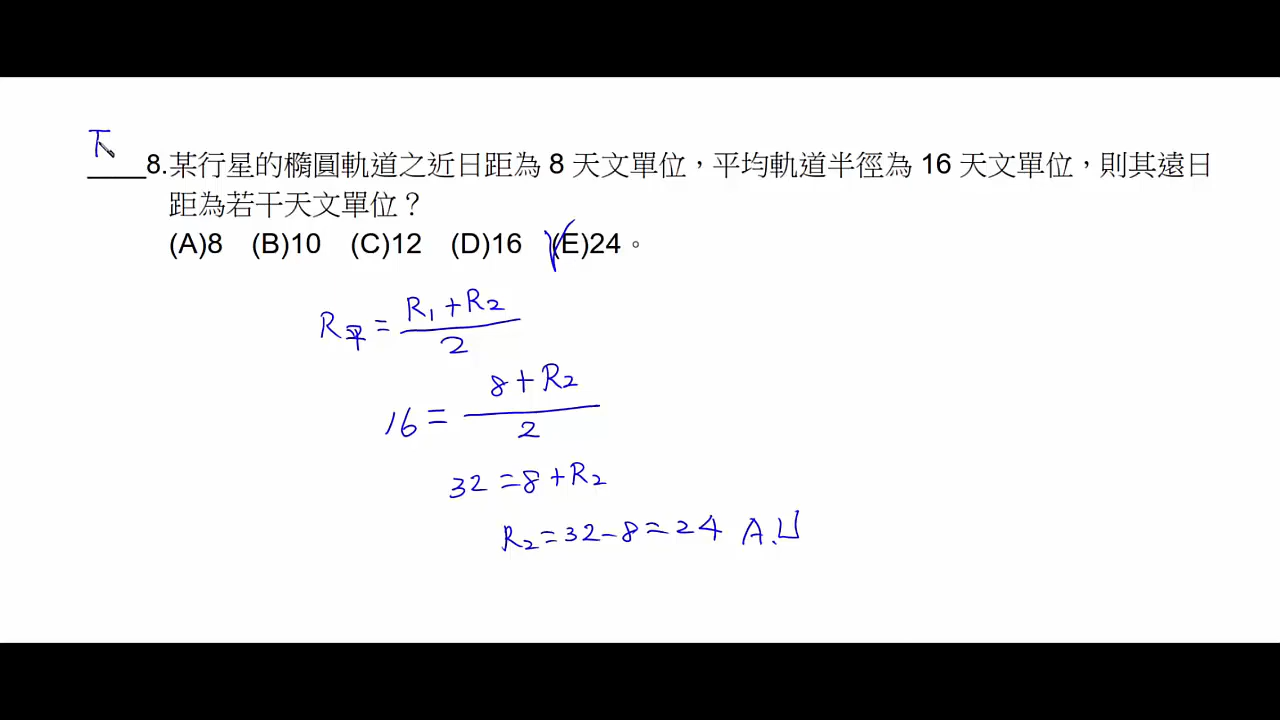 ____8.某行星的橢圓軌道之近日距為 8 天文單位，平均軌道半徑為 16 天文單位，則其遠日
距為若干天文單位？
(A)8 (B)10 (C)12 (D)16 (E)24。
R平 = (R1 + R2) / 2
16 = (8 + R2) / 2
32 = 8 + R2
R2 = 32 - 8 = 24 A.U